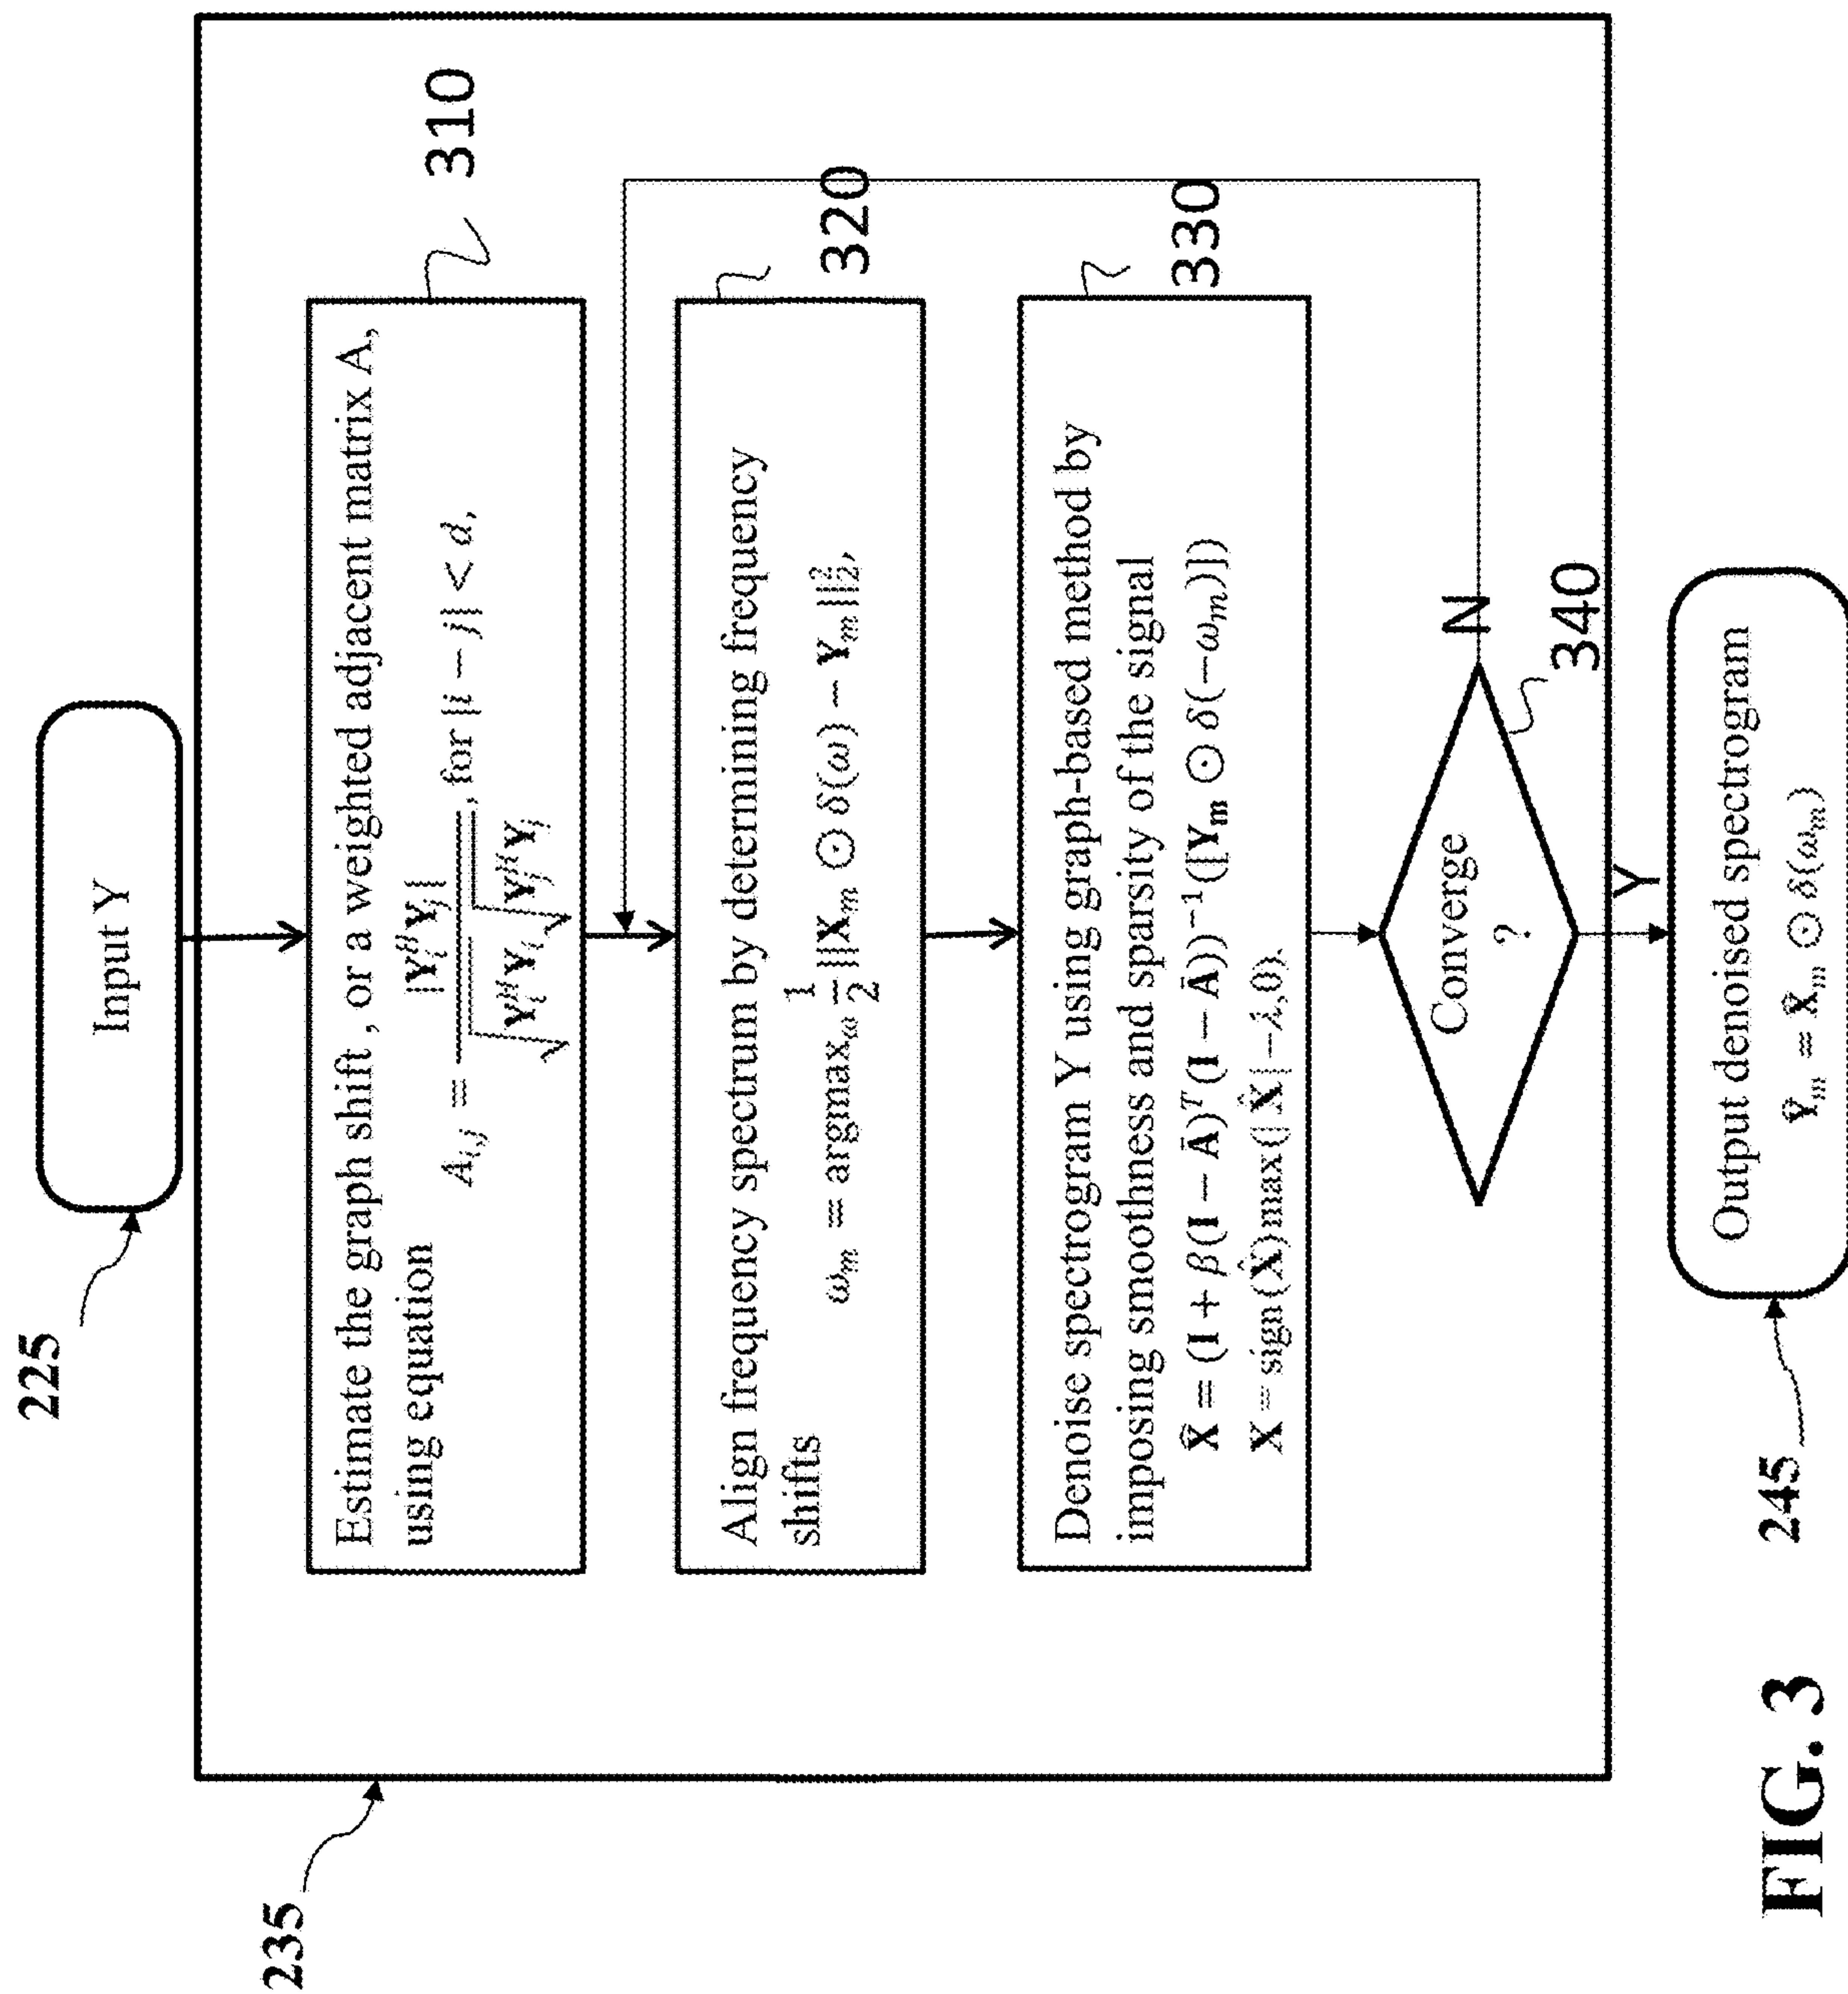 225
Input Y
235
310
Estimate the graph shift , or a weighted adjacent matrix A,
using equation
A_{i,j} = |Y_i^H Y_j| / (√(Y_i^H Y_i) √(Y_j^H Y_j)), for ||i − j|| < d,
320
Align frequency spectrum by determining frequency
shifts
ω_m = argmax_ω 1/2 ||X_m ⊙ δ(ω) − Y_m||_2^2,
330
Denoise spectrogram Y using graph-based method by
imposing smoothness and sparsity of the signal
X̂ = (I + β(I − Ā)^T (I − Ā))^{−1}([Y_m ⊙ δ(−ω_m)])
X = sign(X̂)max(|X̂| −λ,0).
Converge
?
N
340
Y
245
Output denoised spectrogram
Ŷ_m = X̂_m ⊙ δ(ω_m)
FIG. 3